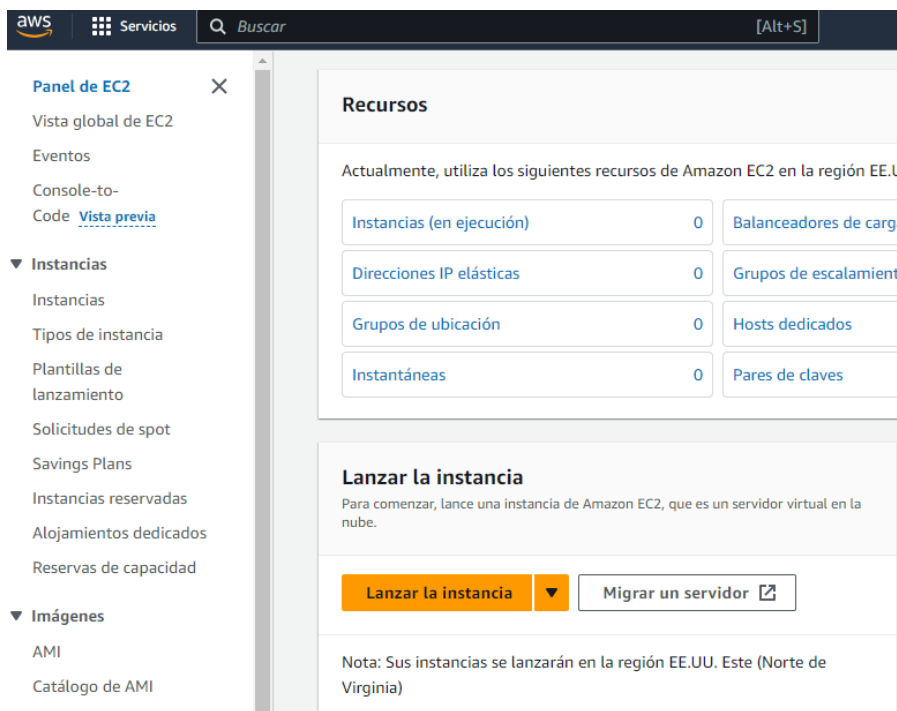 aws
Servicios
Buscar
[Alt+S]
Panel de EC2
Vista global de EC2
Eventos
Console-to-
Code Vista previa
Instancias
Instancias
Tipos de instancia
Plantillas de
lanzamiento
Solicitudes de spot
Savings Plans
Instancias reservadas
Alojamientos dedicados
Reservas de capacidad
Imágenes
AMI
Catálogo de AMI
Recursos
Actualmente, utiliza los siguientes recursos de Amazon EC2 en la región EE.
Instancias (en ejecución) 0
Balanceadores de carg
Direcciones IP elásticas 0
Grupos de escalamient
Grupos de ubicación 0
Hosts dedicados
Instantáneas 0
Pares de claves
Lanzar la instancia
Para comenzar, lance una instancia de Amazon EC2, que es un servidor virtual en la
nube.
Lanzar la instancia
Migrar un servidor
Nota: Sus instancias se lanzarán en la región EE.UU. Este (Norte de
Virginia)